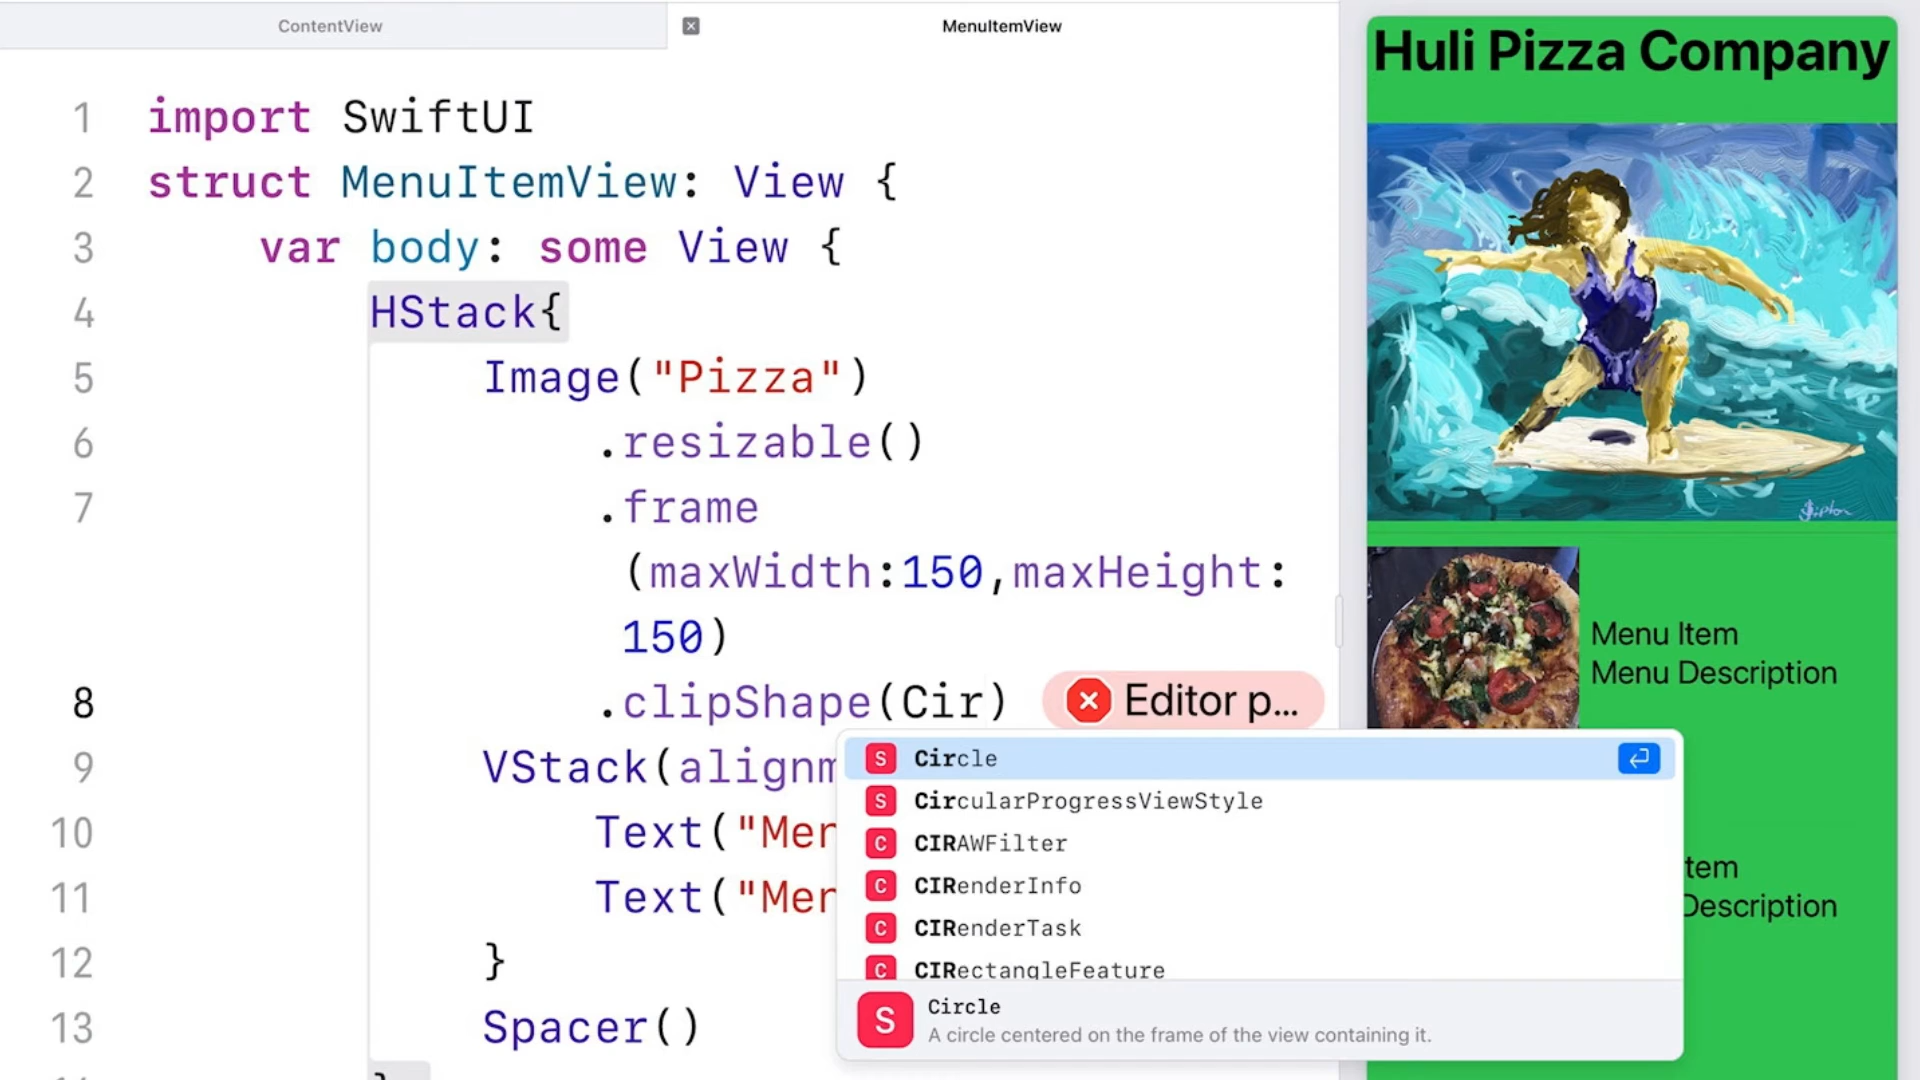 ContentView
MenuItemView
1 import SwiftUI
2 struct MenuItemView: View {
3 var body: some View {
4 HStack{
5 Image("Pizza")
6 .resizable()
7 .frame
(maxWidth:150,maxHeight:
150)
8 .clipShape(Cir)
Editor p...
9 VStack(alignm
10 Text("Men
11 Text("Men
12 }
13 Spacer()
S Circle
S CircularProgressViewStyle
C CIRAWFilter
C CIRenderInfo
C CIRenderTask
C CIRectangleFeature
S Circle
A circle centered on the frame of the view containing it.
Huli Pizza Company
Menu Item
Menu Description
tem
Description